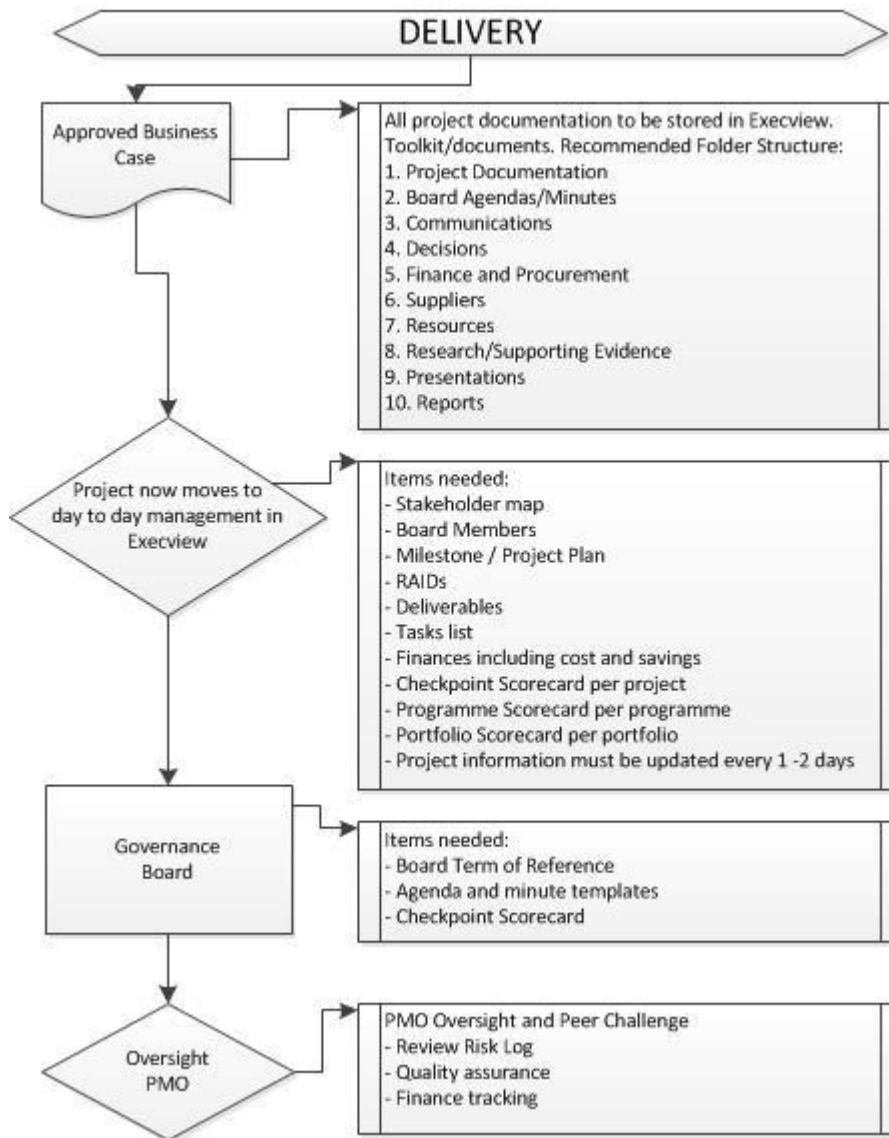 DELIVERY
Approved Business
Case
All project documentation to be stored in Execview.
Toolkit/documents. Recommended Folder Structure:
1. Project Documentation
2. Board Agendas/Minutes
3. Communications
4. Decisions
5. Finance and Procurement
6. Suppliers
7. Resources
8. Research/Supporting Evidence
9. Presentations
10. Reports
Project now moves to
day to day management in
Execview
Items needed:
- Stakeholder map
- Board Members
- Milestone / Project Plan
- RAIDs
- Deliverables
- Tasks list
- Finances including cost and savings
- Checkpoint Scorecard per project
- Programme Scorecard per programme
- Portfolio Scorecard per portfolio
- Project information must be updated every 1 -2 days
Governance
Board
Items needed:
- Board Term of Reference
- Agenda and minute templates
- Checkpoint Scorecard
Oversight
PMO
PMO Oversight and Peer Challenge
- Review Risk Log
- Quality assurance
- Finance tracking